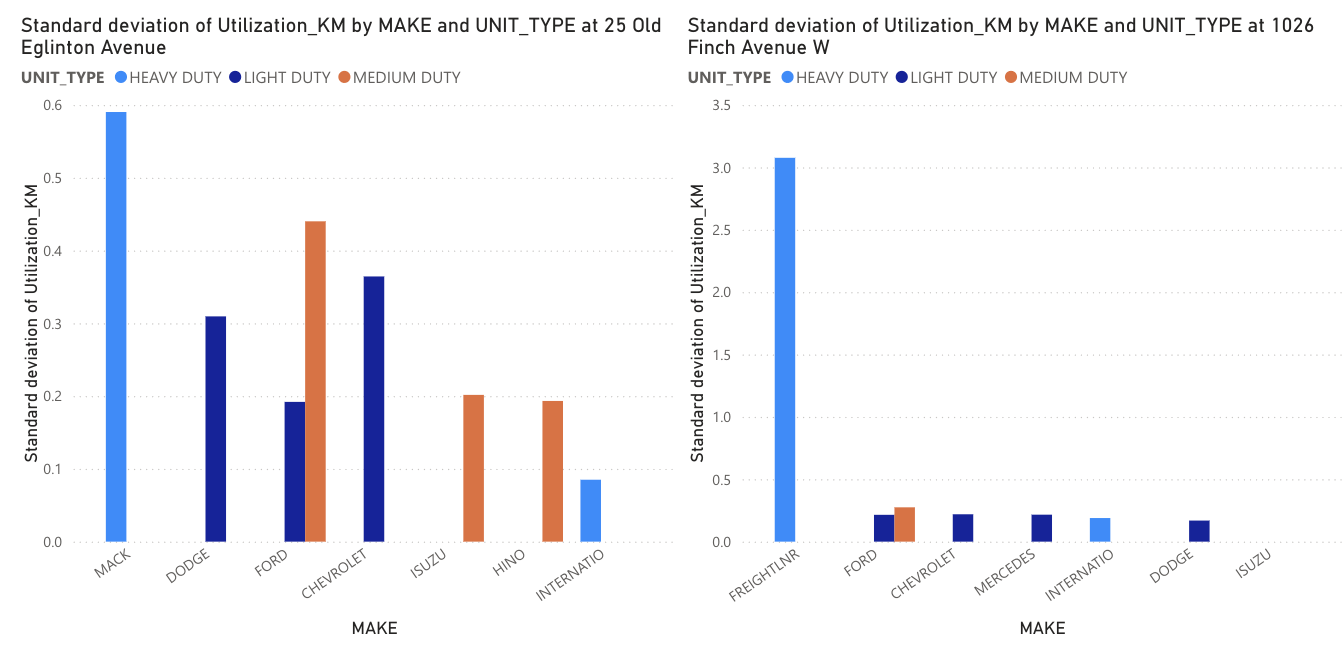 Standard deviation of Utilization_KM by MAKE and UNIT_TYPE at 25 Old
Eglinton Avenue
UNIT_TYPE HEAVY DUTY LIGHT DUTY MEDIUM DUTY
0.6
0.5
0.4
0.3
0.2
0.1
0.0
Standard deviation of Utilization_KM
MACK
DODGE
FORD
CHEVROLET
ISUZU
HINO
INTERNATIO
MAKE
Standard deviation of Utilization_KM by MAKE and UNIT_TYPE at 1026
Finch Avenue W
UNIT_TYPE HEAVY DUTY LIGHT DUTY MEDIUM DUTY
3.5
3.0
2.5
2.0
1.5
1.0
0.5
0.0
Standard deviation of Utilization_KM
FREIGHTLNR
FORD
CHEVROLET
MERCEDES
INTERNATIO
DODGE
ISUZU
MAKE